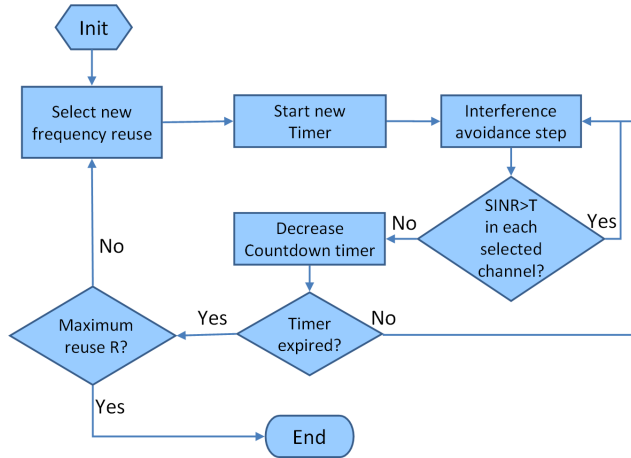 Init
Select new
frequency reuse
Start new
Timer
Interference
avoidance step
SINR>T
in each
selected
channel?
Yes
No
Decrease
Countdown timer
Timer
expired?
No
Yes
Maximum
reuse R?
No
Yes
End